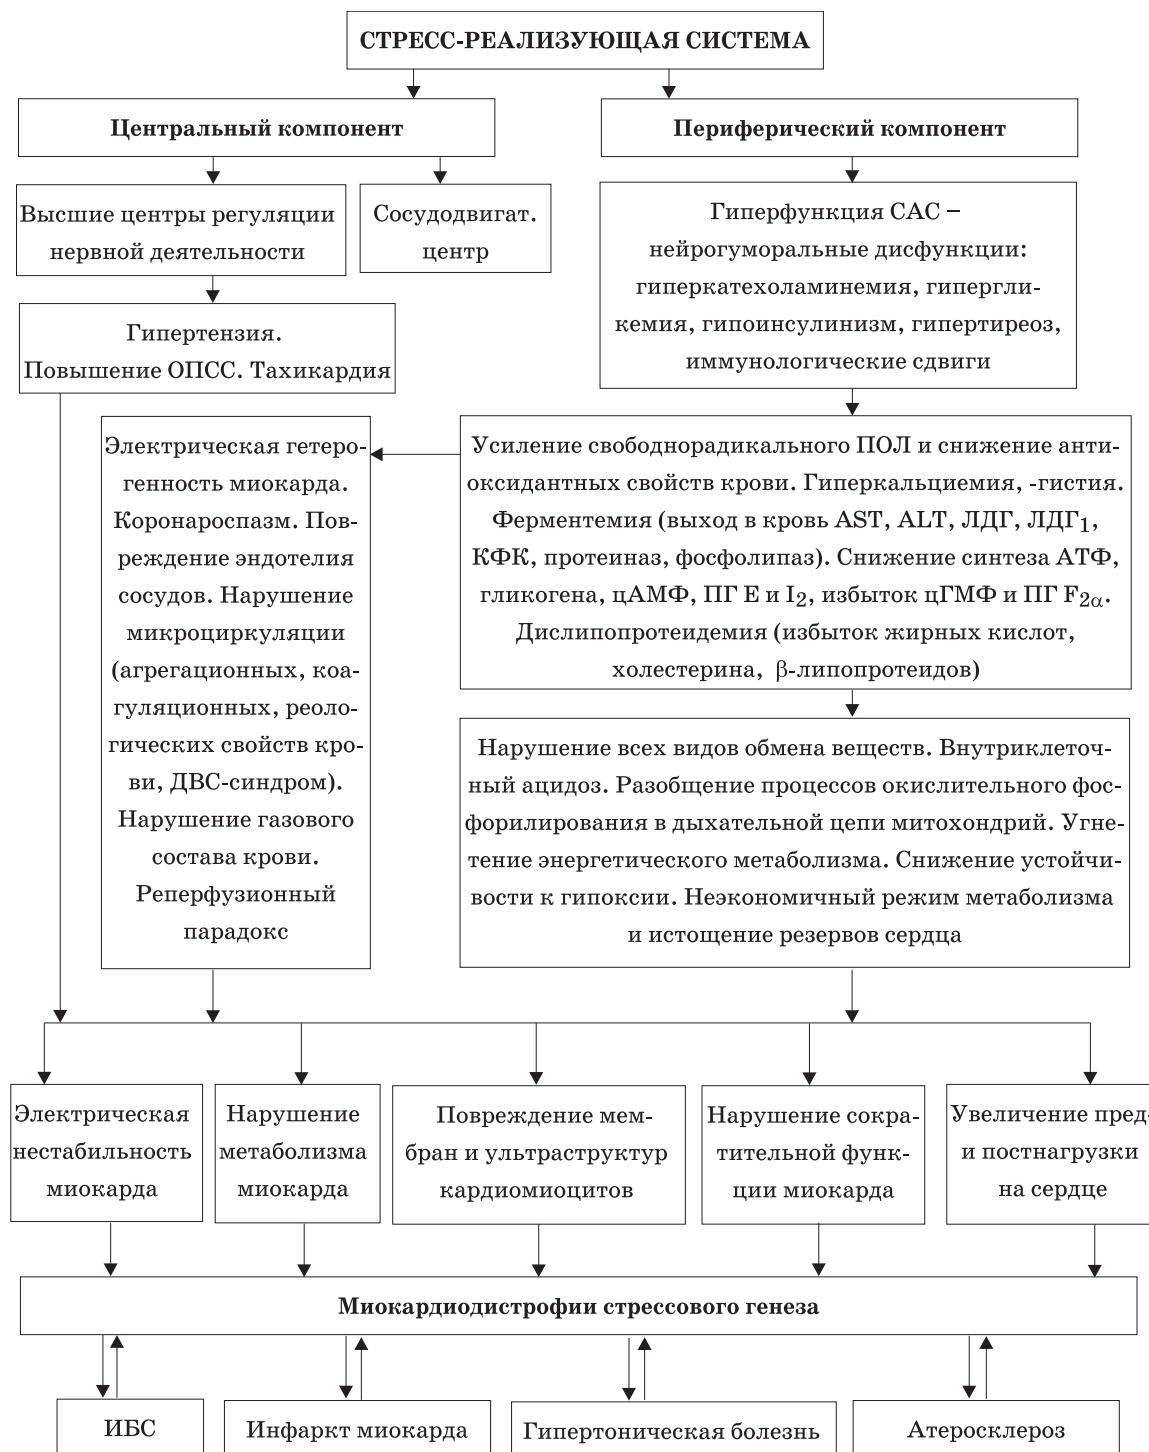 СТРЕСС-РЕАЛИЗУЮЩАЯ СИСТЕМА
Центральный компонент
Периферический компонент
Высшие центры регуляции
нервной деятельности
Сосудодвигат.
центр
Гиперфункция САС –
нейрогуморальные дисфункции:
гиперкатехоламинемия, гипергли-
кемия, гипоинсулинизм, гипертиреоз,
иммунологические сдвиги
Гипертензия.
Повышение ОПСС. Тахикардия
Электрическая гетеро-
генность миокарда.
Коронароспазм. Пов-
реждение эндотелия
сосудов. Нарушение
микроциркуляции
(агрегационных, коа-
гуляционных, реоло-
гических свойств кро-
ви, ДВС-синдром).
Нарушение газового
состава крови.
Реперфузионный
парадокс
Усиление свободнорадикального ПОЛ и снижение анти-
оксидантных свойств крови. Гиперкальциемия, -гистия.
Ферментемия (выход в кровь AST, ALT, ЛДГ, ЛДГ1,
КФК, протеиназ, фосфолипаз). Снижение синтеза АТФ,
гликогена, цАМФ, ПГ Е и I2, избыток цГМФ и ПГ F2α.
Дислипопротеидемия (избыток жирных кислот,
холестерина, β-липопротеидов)
Нарушение всех видов обмена веществ. Внутриклеточ-
ный ацидоз. Разобщение процессов окислительного фос-
форилирования в дыхательной цепи митохондрий. Угне-
тение энергетического метаболизма. Снижение устойчи-
вости к гипоксии. Неэкономичный режим метаболизма
и истощение резервов сердца
Электрическая
нестабильность
миокарда
Нарушение
метаболизма
миокарда
Повреждение мем-
бран и ультраструктур
кардиомиоцитов
Нарушение сокра-
тительной функ-
ции миокарда
Увеличение пред-
и постнагрузки
на сердце
Миокардиодистрофии стрессового генеза
ИБС
Инфаркт миокарда
Гипертоническая болезнь
Атеросклероз